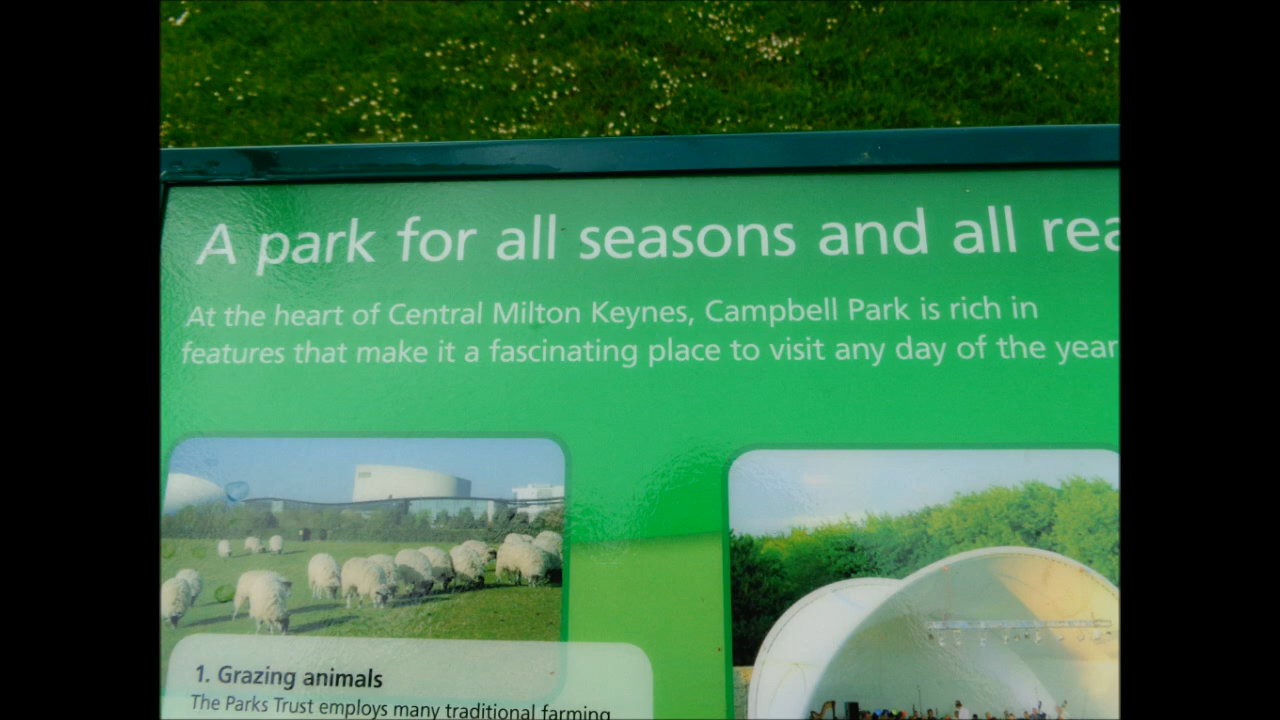 A park for all seasons and all rea
At the heart of Central Milton Keynes, Campbell Park is rich in
features that make it a fascinating place to visit any day of the year
1. Grazing animals
The Parks Trust employs many traditional farming